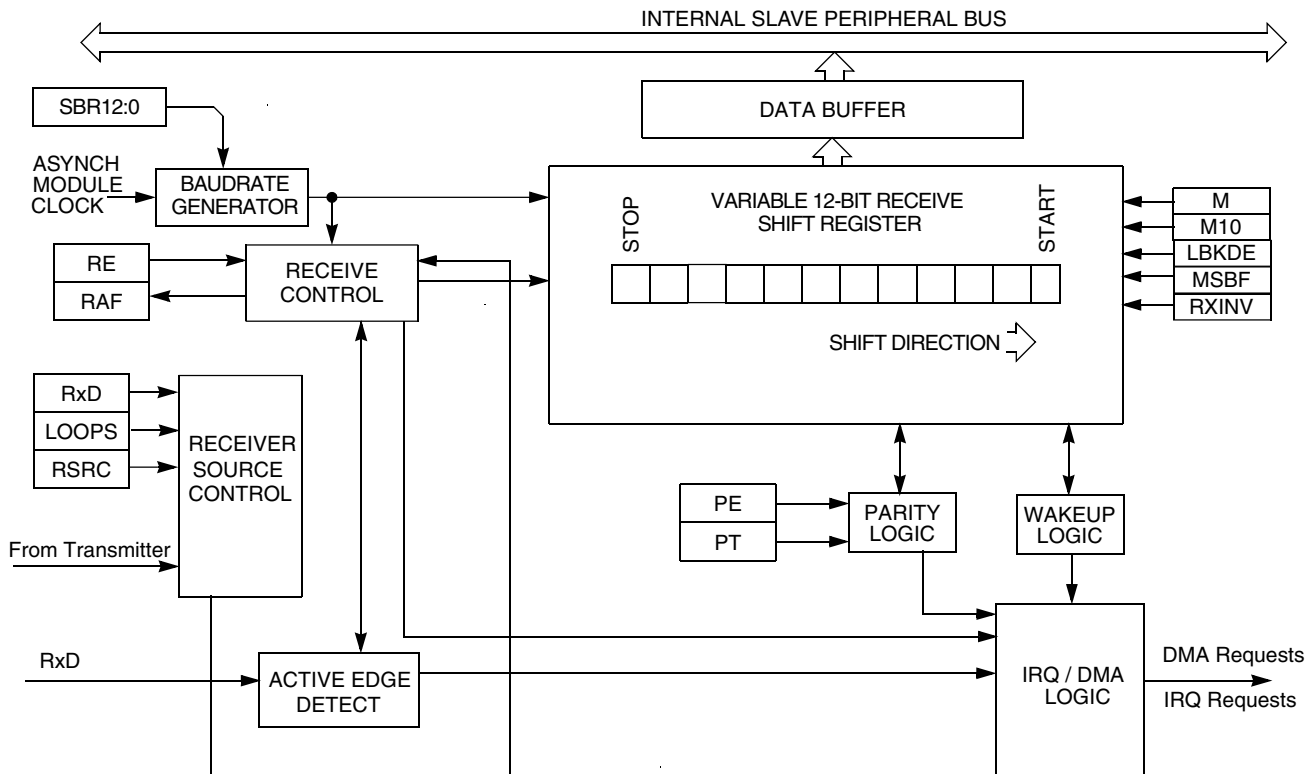 INTERNAL SLAVE PERIPHERAL BUS
SBR12:0
DATA BUFFER
ASYNCH
MODULE
CLOCK
BAUDRATE
GENERATOR
VARIABLE 12-BIT RECEIVE
SHIFT REGISTER
STOP
START
M
M10
LBKDE
MSBF
RXINV
RE
RAF
RECEIVE
CONTROL
SHIFT DIRECTION
RxD
LOOPS
RSRC
RECEIVER
SOURCE
CONTROL
From Transmitter
PE
PT
PARITY
LOGIC
WAKEUP
LOGIC
RxD
ACTIVE EDGE
DETECT
IRQ / DMA
LOGIC
DMA Requests
IRQ Requests